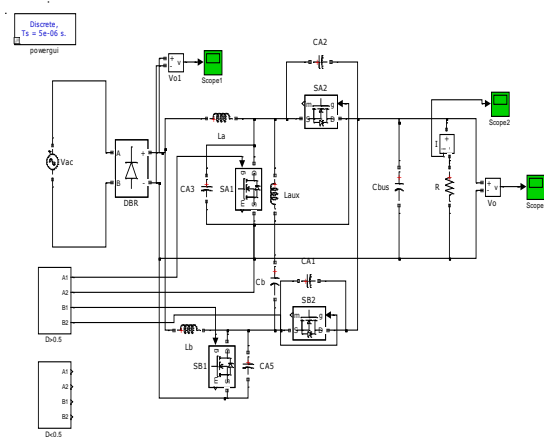 Discrete,
Ts = 5e-06 s.
powergui
Vo1
Scope1
CA2
SA2
La
Scope2
Vac
A
B
DBR
CA3
SA1
Laux
Cbus
I
R
Vo
Scope
CA1
Cb
SB2
A1
A2
B1
B2
D>0.5
Lb
SB1
CA5
A1
A2
B1
B2
D<0.5